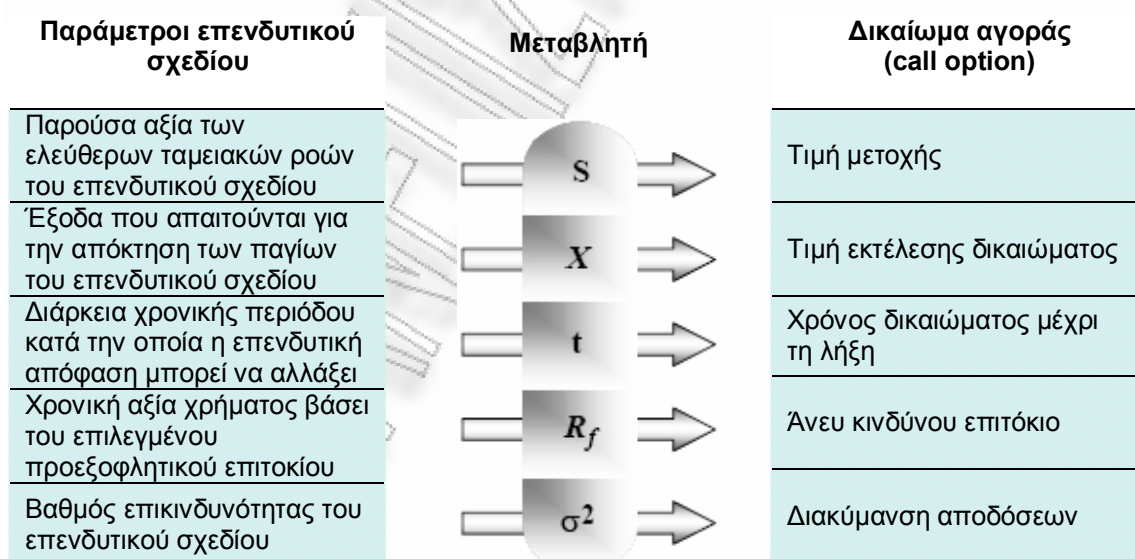 Παράμετροι επενδυτικού
σχεδίου
Μεταβλητή
Δικαίωμα αγοράς
(call option)
Παρούσα αξία των
ελεύθερων ταμειακών ροών
του επενδυτικού σχεδίου
S
Τιμή μετοχής
Έξοδα που απαιτούνται για
την απόκτηση των παγίων
του επενδυτικού σχεδίου
X
Τιμή εκτέλεσης δικαιώματος
Διάρκεια χρονικής περιόδου
κατά την οποία η επενδυτική
απόφαση μπορεί να αλλάξει
t
Χρόνος δικαιώματος μέχρι
τη λήξη
Χρονική αξία χρήματος βάσει
του επιλεγμένου
προεξοφλητικού επιτοκίου
R_f
Άνευ κινδύνου επιτόκιο
Βαθμός επικινδυνότητας του
επενδυτικού σχεδίου
σ²
Διακύμανση αποδόσεων